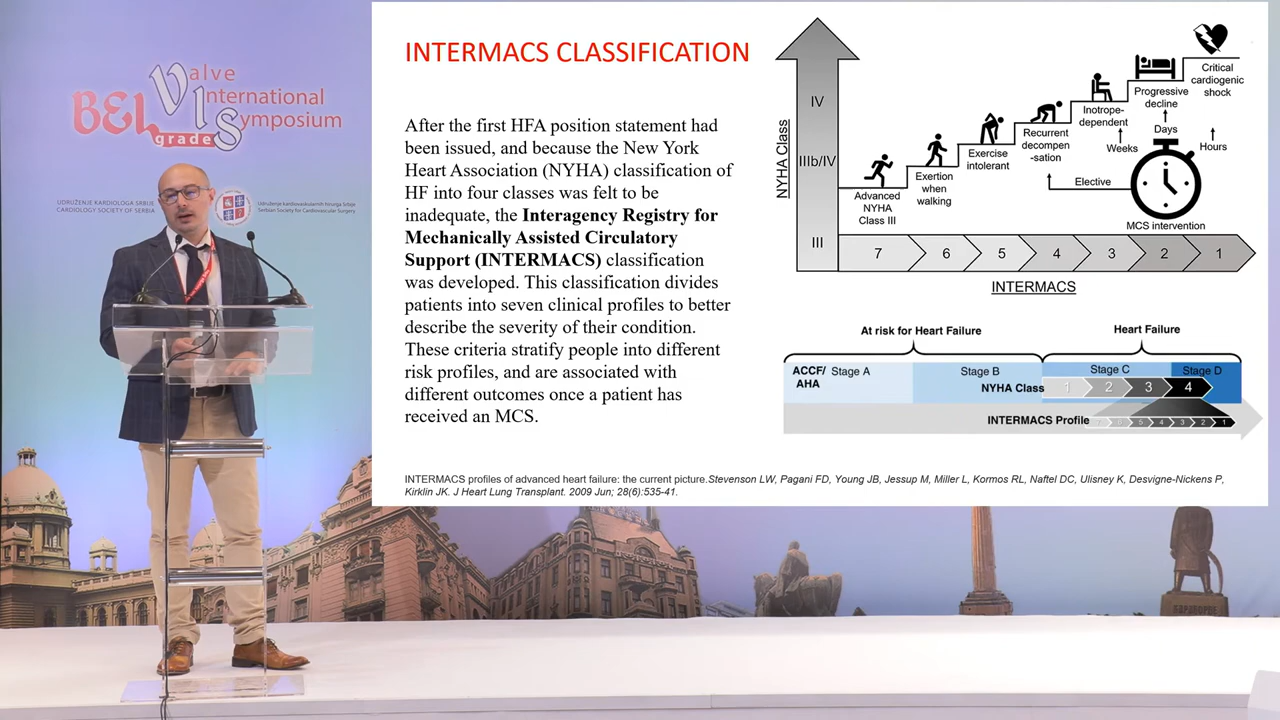 BELgrade
Valve
International
Symposium
UDRUŽENJE KARDIOLOGA SRBIJE
CARDIOLOGY SOCIETY OF SERBIA
Udruženje kardiovaskularnih hirurga Srbije
Serbian Society for Cardiovascular Surgery
INTERMACS CLASSIFICATION
After the first HFA position statement had
been issued, and because the New York
Heart Association (NYHA) classification of
HF into four classes was felt to be
inadequate, the Interagency Registry for
Mechanically Assisted Circulatory
Support (INTERMACS) classification
was developed. This classification divides
patients into seven clinical profiles to better
describe the severity of their condition.
These criteria stratify people into different
risk profiles, and are associated with
different outcomes once a patient has
received an MCS.
NYHA Class
IV
IIIb/IV
III
Advanced
NYHA
Class III
Exertion
when
walking
Exercise
intolerant
Recurrent
decompen
-sation
Inotrope-
dependent
Progressive
decline
Critical
cardiogenic
shock
Elective
Weeks
Days
Hours
MCS intervention
7 6 5 4 3 2 1
INTERMACS
At risk for Heart Failure
Heart Failure
ACCF/
AHA
Stage A
Stage B
Stage C
Stage D
NYHA Class
1 2 3 4
INTERMACS Profile
7 6 5 4 3 2 1
INTERMACS profiles of advanced heart failure: the current picture.Stevenson LW, Pagani FD, Young JB, Jessup M, Miller L, Kormos RL, Naftel DC, Ulisney K, Desvigne-Nickens P,
Kirklin JK. J Heart Lung Transplant. 2009 Jun; 28(6):535-41.
КАРАЂОРЂЕ